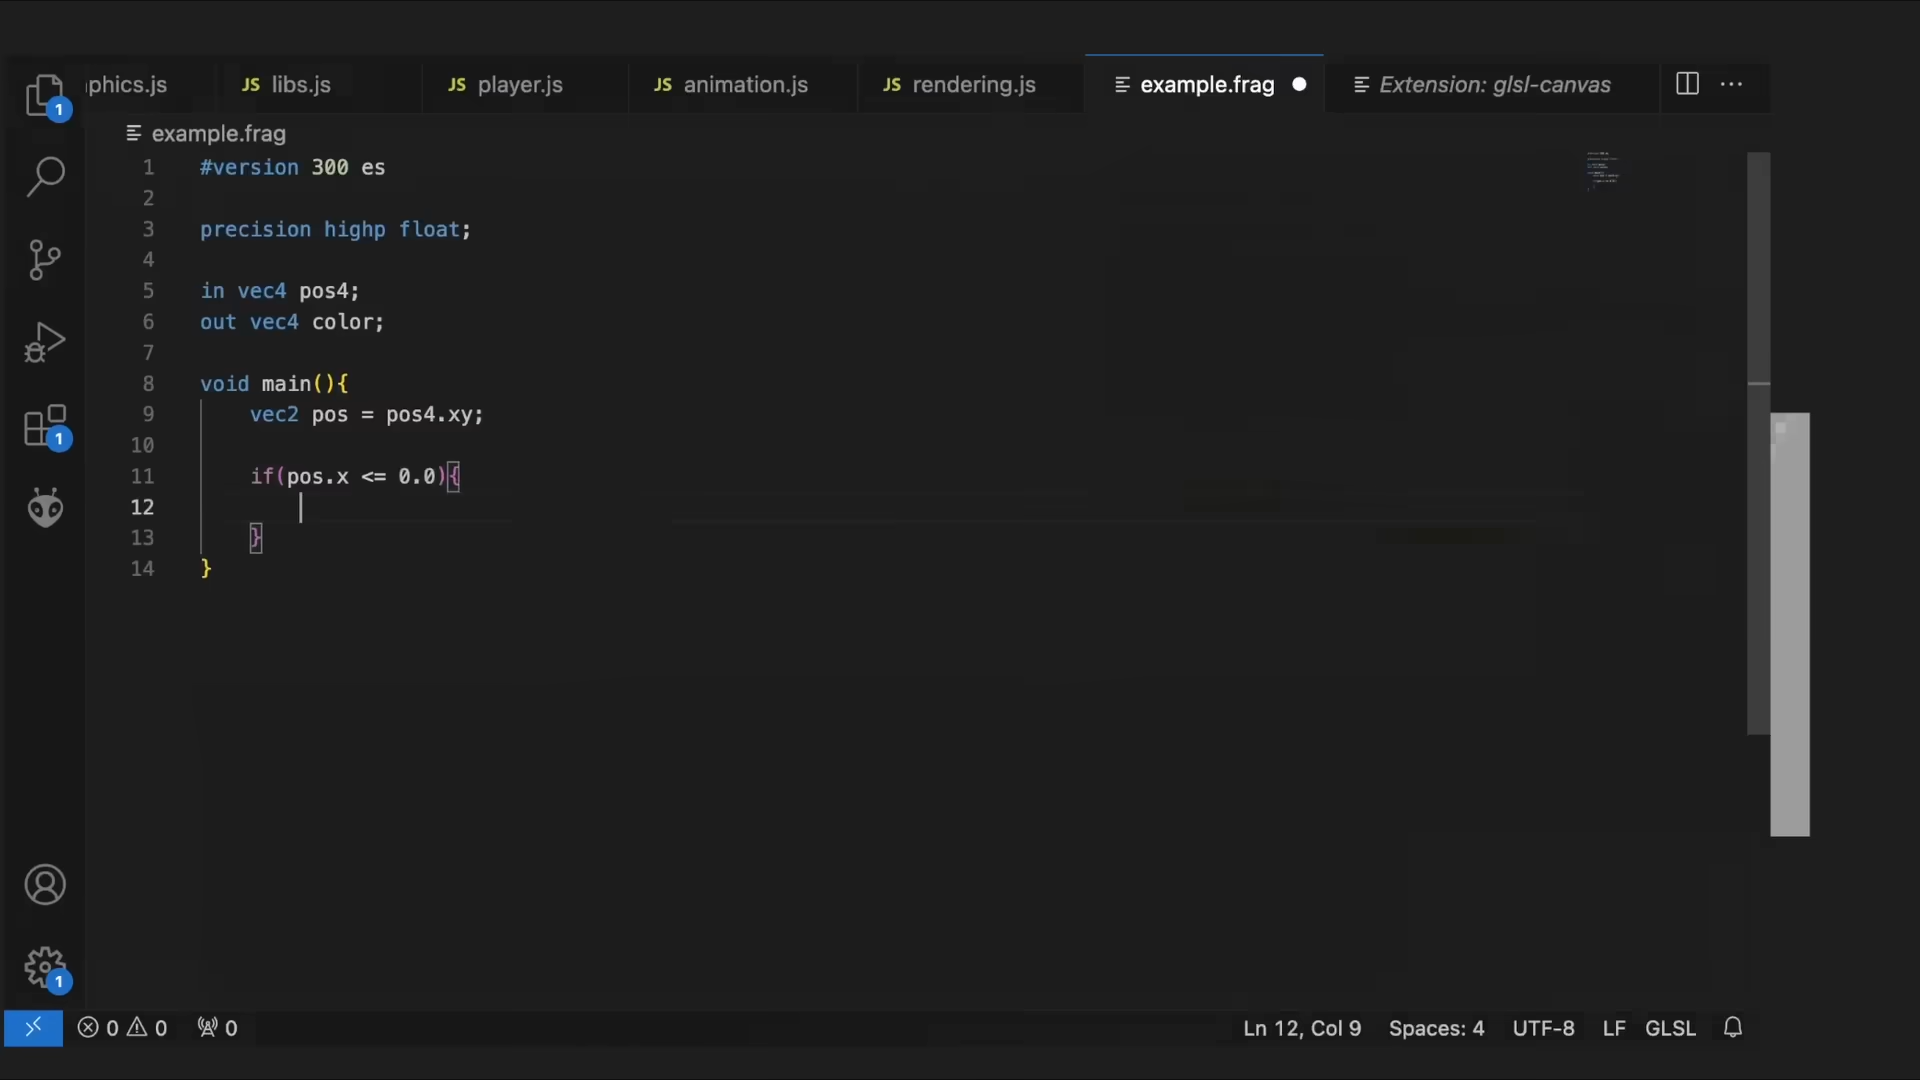 phics.js JS libs.js JS player.js JS animation.js JS rendering.js example.frag Extension: glsl-canvas
example.frag
1 #version 300 es
2
3 precision highp float;
4
5 in vec4 pos4;
6 out vec4 color;
7
8 void main(){
9 vec2 pos = pos4.xy;
10
11 if(pos.x <= 0.0){
12
13 }
14 }
1
1
1
0 0 0 Ln 12, Col 9 Spaces: 4 UTF-8 LF GLSL